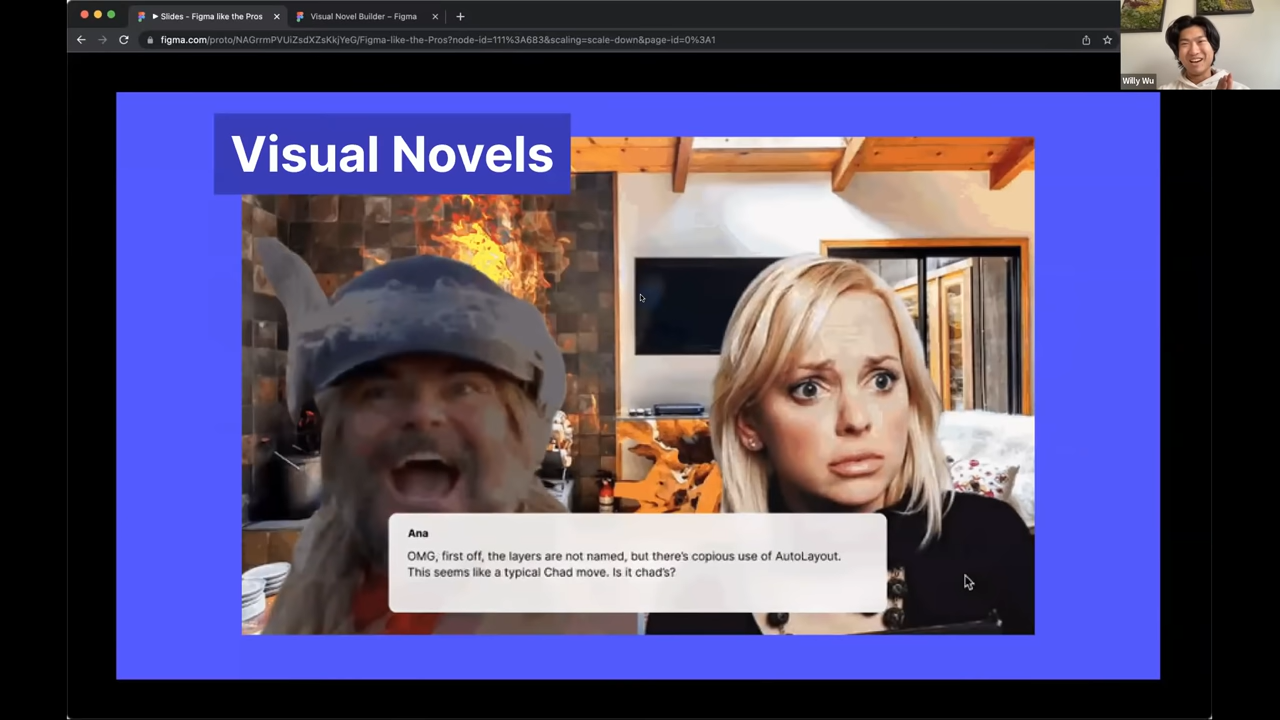 Slides - Figma like the Pros
Visual Novel Builder – Figma
figma.com/proto/NAGrrmPVUiZsdXZsKkjYeG/Figma-like-the-Pros?node-id=111%3A683&scaling=scale-down&page-id=0%3A1
Willy Wu
Visual Novels
Ana
OMG, first off, the layers are not named, but there's copious use of AutoLayout.
This seems like a typical Chad move. Is it chad's?